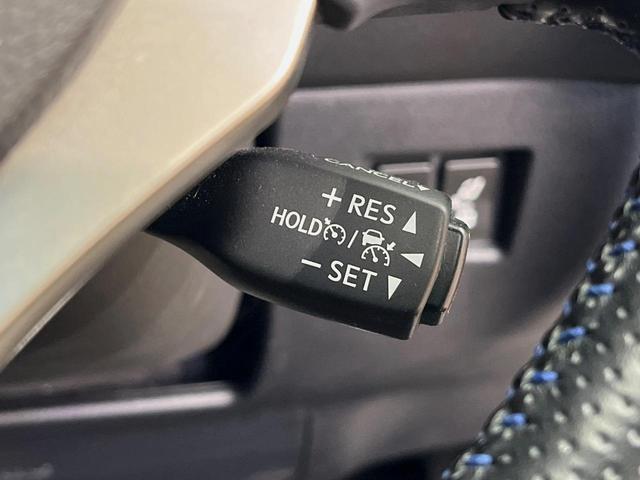 CANCEL
+ RES
HOLD /
− SET